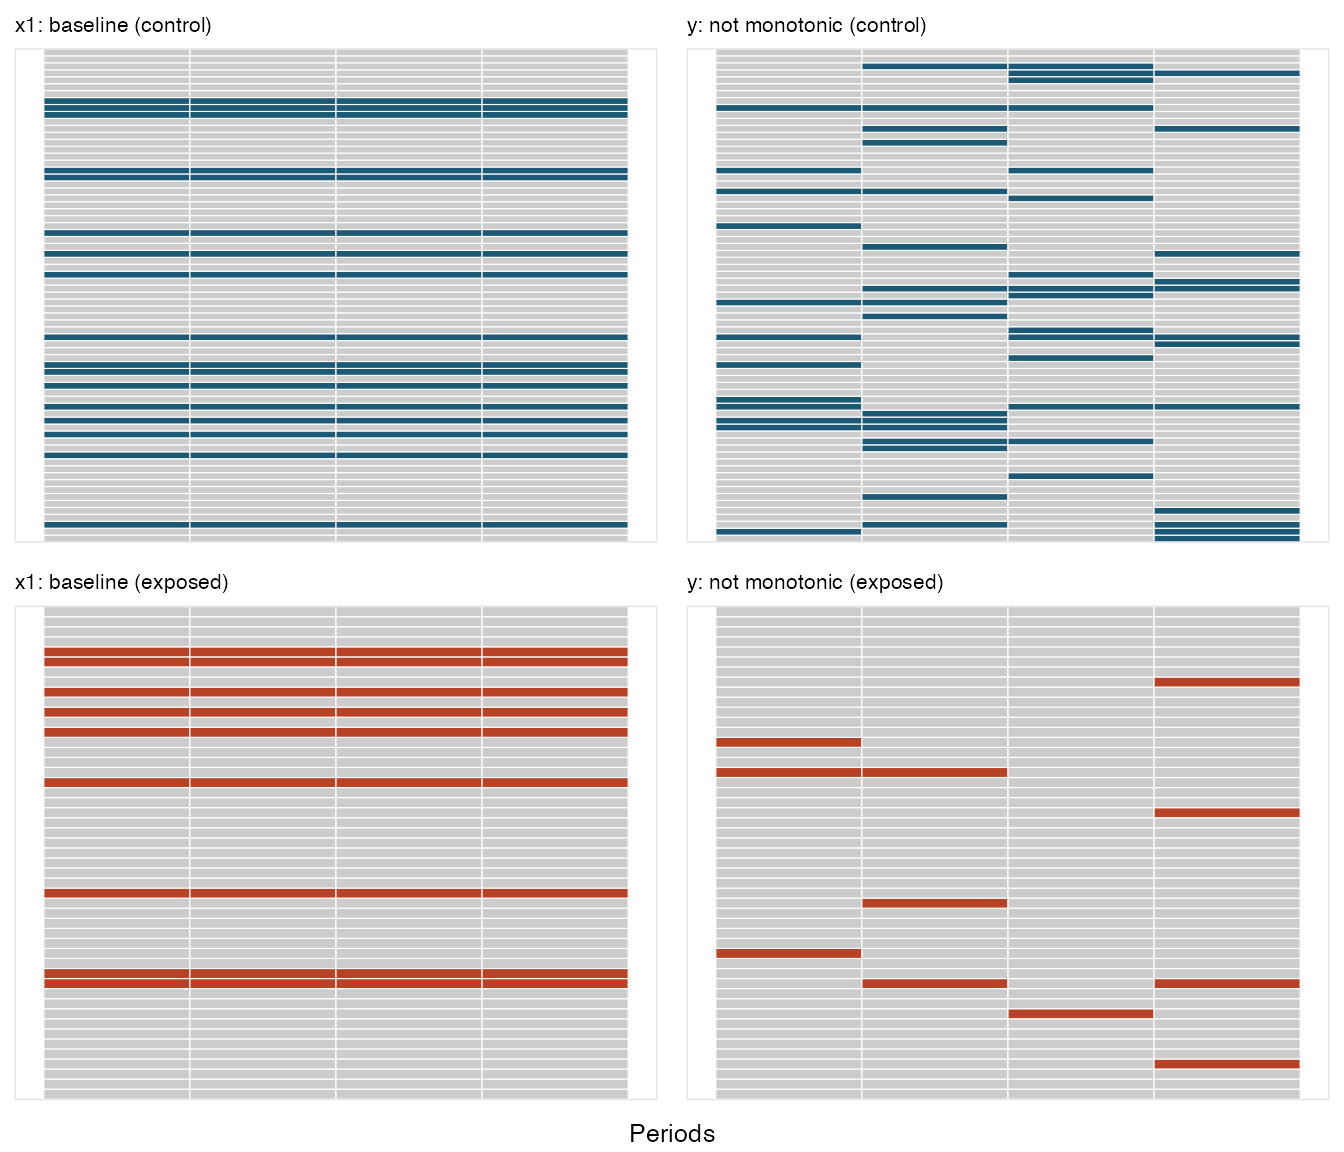 x1: baseline (control)
y: not monotonic (control)
x1: baseline (exposed)
y: not monotonic (exposed)
Periods